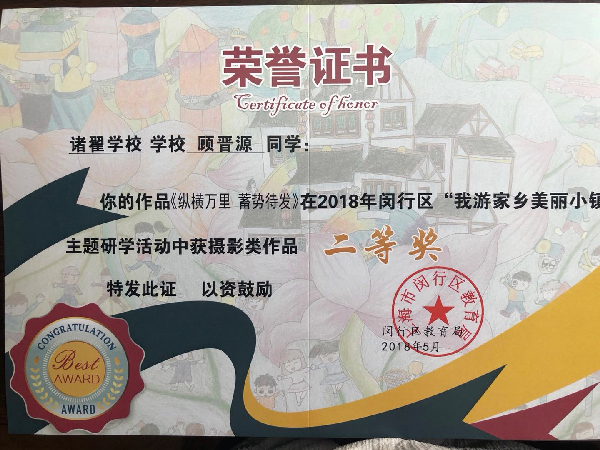 荣誉证书
Certificate of honor
诸翟学校 学校 顾晋源 同学：
你的作品《纵横万里 蓄势待发》在2018年闵行区“我游家乡美丽小镇
主题研学活动中获摄影类作品 二等奖
特发此证 以资鼓励
上海市闵行区教育局
闵行区教育局
2018年5月
CONGRATULATION
Best
AWARD
AWARD